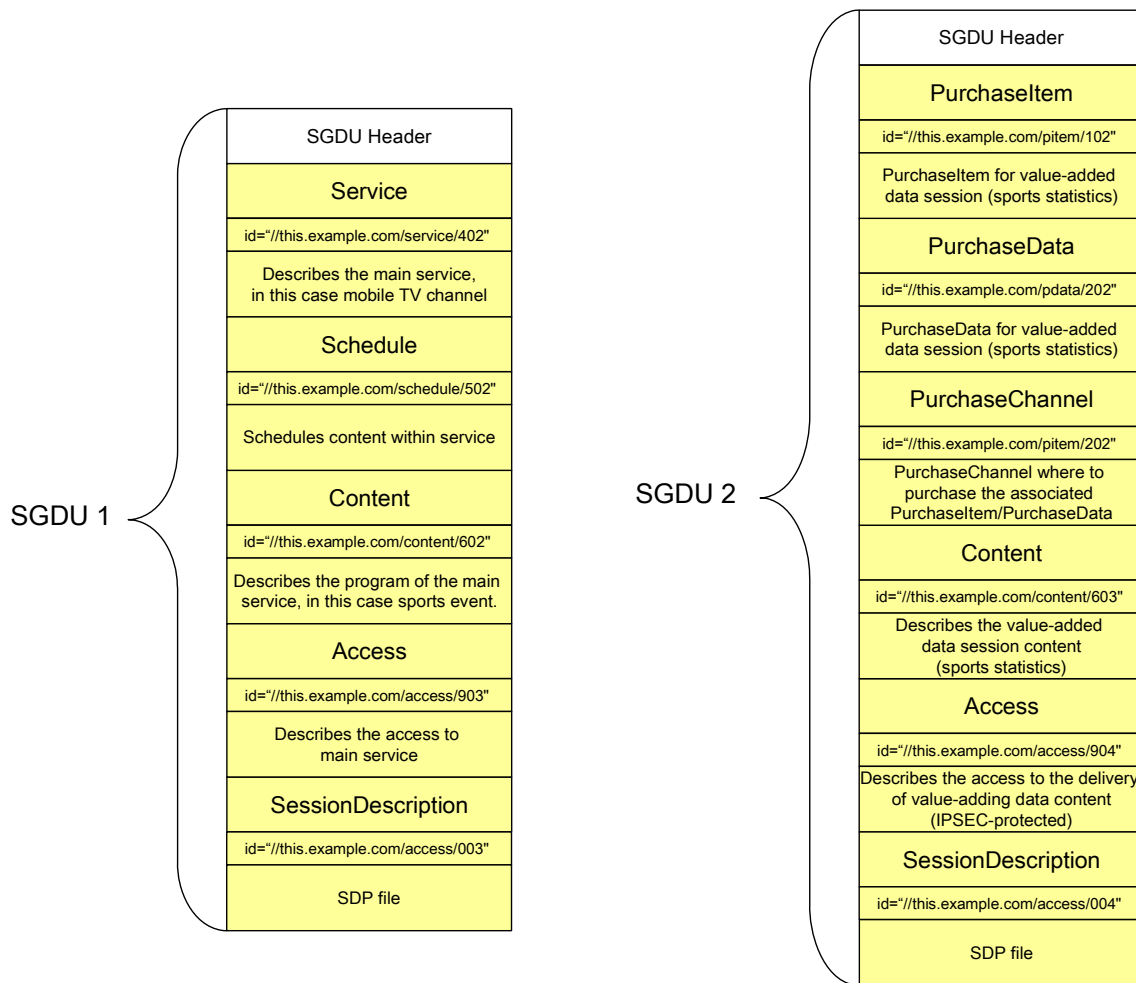 SGDU 1
SGDU Header
Service
id=“//this.example.com/service/402"
Describes the main service,
in this case mobile TV channel
Schedule
id=“//this.example.com/schedule/502"
Schedules content within service
Content
id=“//this.example.com/content/602"
Describes the program of the main
service, in this case sports event.
Access
id=“//this.example.com/access/903"
Describes the access to
main service
SessionDescription
id=“//this.example.com/access/003"
SDP file
SGDU 2
SGDU Header
PurchaseItem
id=“//this.example.com/pitem/102"
PurchaseItem for value-added
data session (sports statistics)
PurchaseData
id=“//this.example.com/pdata/202"
PurchaseData for value-added
data session (sports statistics)
PurchaseChannel
id=“//this.example.com/pitem/202"
PurchaseChannel where to
purchase the associated
PurchaseItem/PurchaseData
Content
id=“//this.example.com/content/603"
Describes the value-added
data session content
(sports statistics)
Access
id=“//this.example.com/access/904"
Describes the access to the delivery
of value-adding data content
(IPSEC-protected)
SessionDescription
id=“//this.example.com/access/004"
SDP file